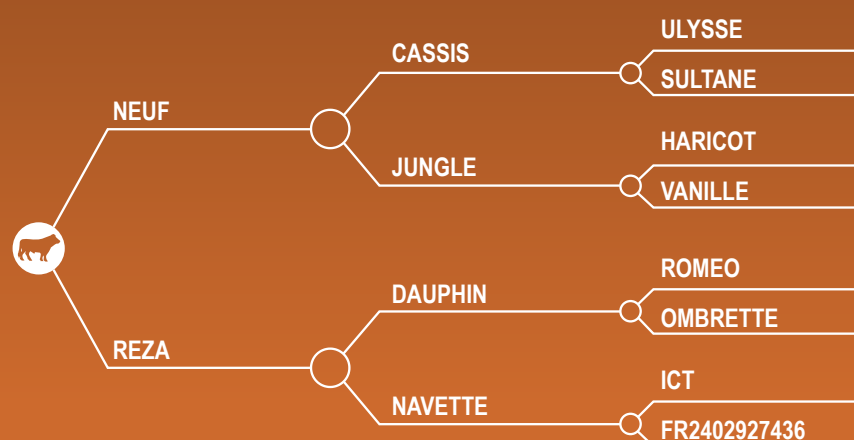 ULYSSE
CASSIS
SULTANE
NEUF
HARICOT
JUNGLE
VANILLE
ROMEO
DAUPHIN
OMBRETTE
REZA
ICT
NAVETTE
FR2402927436